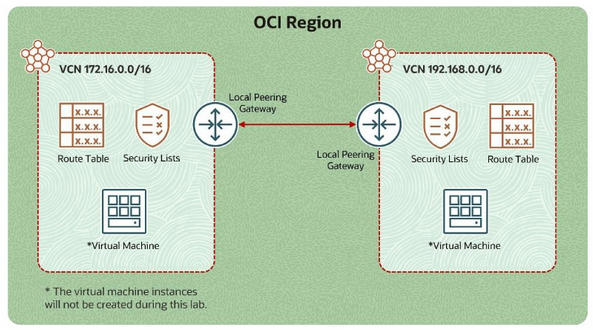 OCI Region
VCN 172.16.0.0/16
VCN 192.168.0.0/16
Local Peering
Gateway
Local Peering
Gateway
x.x.x.
x.x.x.
x.x.x.
Route Table
Security Lists
Security Lists
x.x.x.
x.x.x.
x.x.x.
Route Table
*Virtual Machine
*Virtual Machine
* The virtual machine instances
will not be created during this lab.